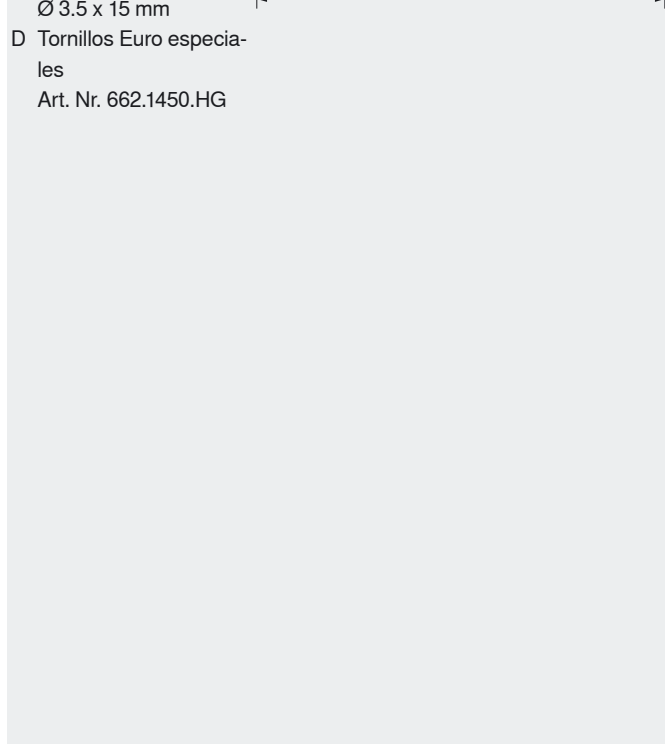 Ø 3.5 x 15 mm
D Tornillos Euro especia-
les
Art. Nr. 662.1450.HG